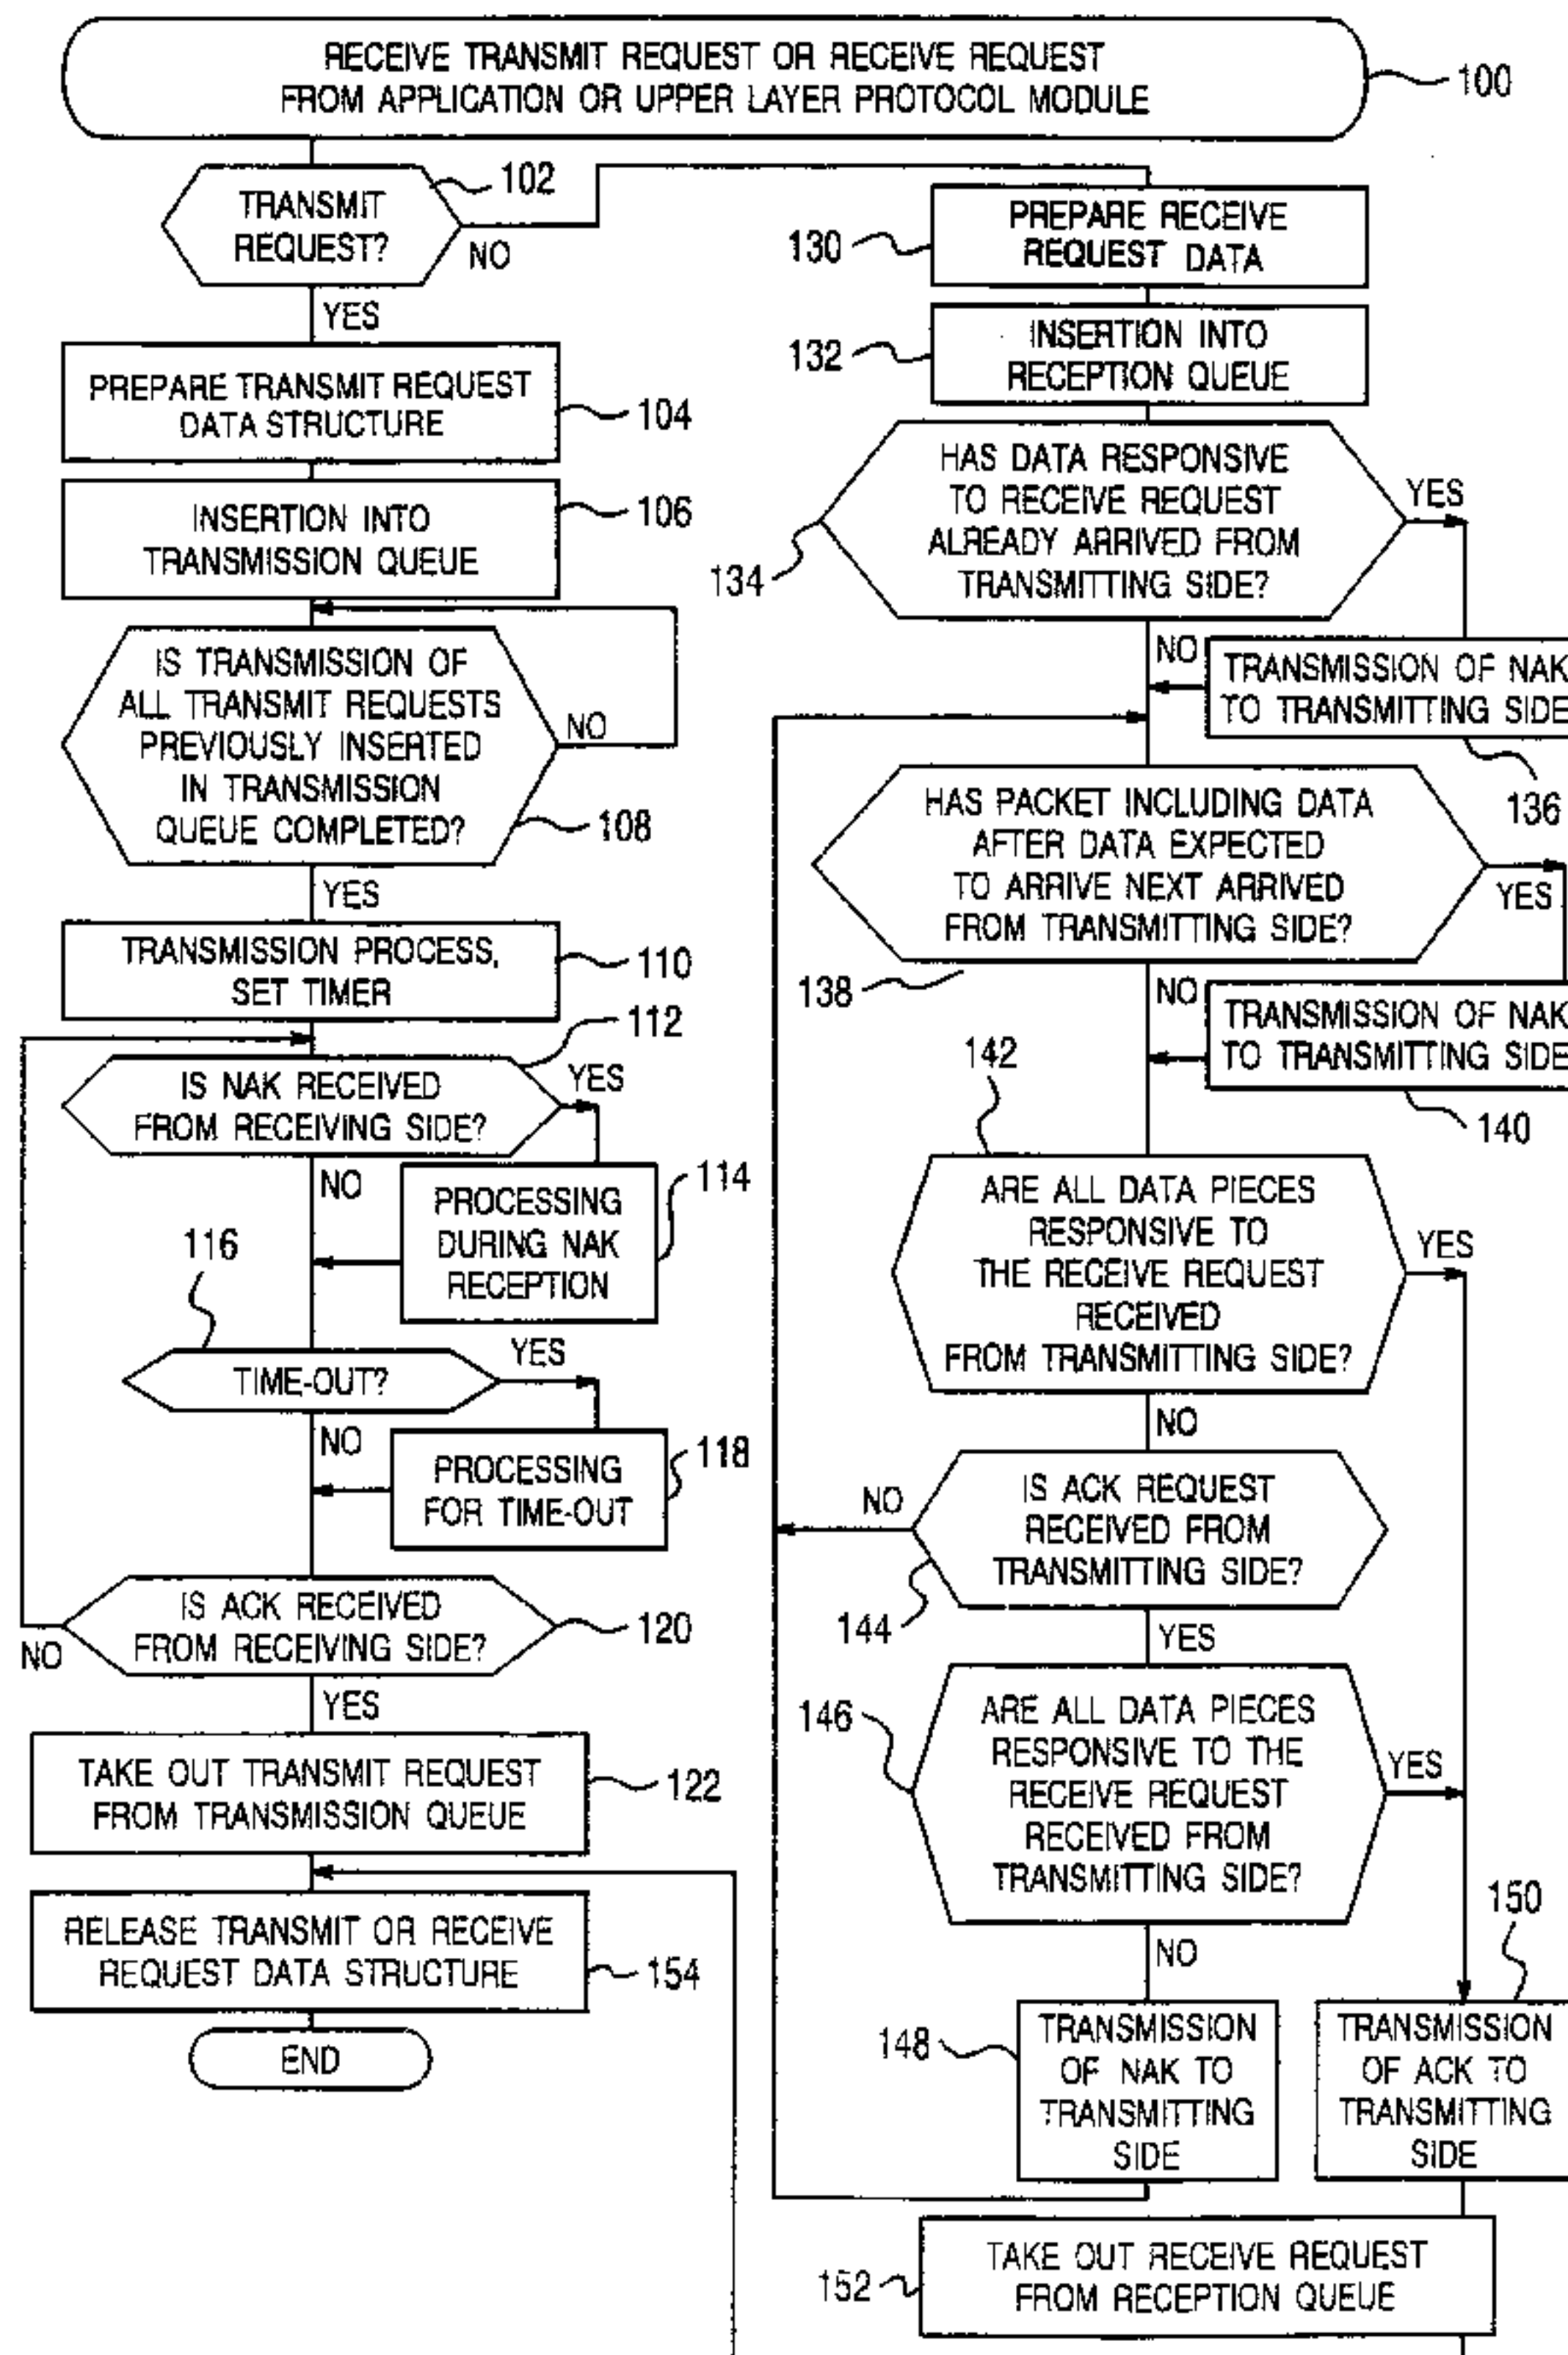 RECEIVE TRANSMIT REQUEST OR RECEIVE REQUEST
FROM APPLICATION OR UPPER LAYER PROTOCOL MODULE
100
TRANSMIT
REQUEST?
102
NO
YES
PREPARE TRANSMIT REQUEST
DATA STRUCTURE
104
INSERTION INTO
TRANSMISSION QUEUE
106
IS TRANSMISSION OF
ALL TRANSMIT REQUESTS
PREVIOUSLY INSERTED
IN TRANSMISSION
QUEUE COMPLETED?
NO
108
YES
TRANSMISSION PROCESS,
SET TIMER
110
112
IS NAK RECEIVED
FROM RECEIVING SIDE?
YES
NO
PROCESSING
DURING NAK
RECEPTION
114
116
TIME-OUT?
YES
NO
PROCESSING
FOR TIME-OUT
118
IS ACK RECEIVED
FROM RECEIVING SIDE?
120
NO
YES
TAKE OUT TRANSMIT REQUEST
FROM TRANSMISSION QUEUE
122
RELEASE TRANSMIT OR RECEIVE
REQUEST DATA STRUCTURE
154
END
PREPARE RECEIVE
REQUEST DATA
130
INSERTION INTO
RECEPTION QUEUE
132
HAS DATA RESPONSIVE
TO RECEIVE REQUEST
ALREADY ARRIVED FROM
TRANSMITTING SIDE?
134
YES
NO
TRANSMISSION OF NAK
TO TRANSMITTING SIDE
136
HAS PACKET INCLUDING DATA
AFTER DATA EXPECTED
TO ARRIVE NEXT ARRIVED
FROM TRANSMITTING SIDE?
138
YES
NO
TRANSMISSION OF NAK
TO TRANSMITTING SIDE
140
142
ARE ALL DATA PIECES
RESPONSIVE TO
THE RECEIVE REQUEST
RECEIVED
FROM TRANSMITTING SIDE?
YES
NO
IS ACK REQUEST
RECEIVED FROM
TRANSMITTING SIDE?
NO
144
YES
ARE ALL DATA PIECES
RESPONSIVE TO THE
RECEIVE REQUEST
RECEIVED FROM
TRANSMITTING SIDE?
146
YES
NO
TRANSMISSION
OF NAK TO
TRANSMITTING
SIDE
148
150
TRANSMISSION
OF ACK TO
TRANSMITTING
SIDE
TAKE OUT RECEIVE REQUEST
FROM RECEPTION QUEUE
152